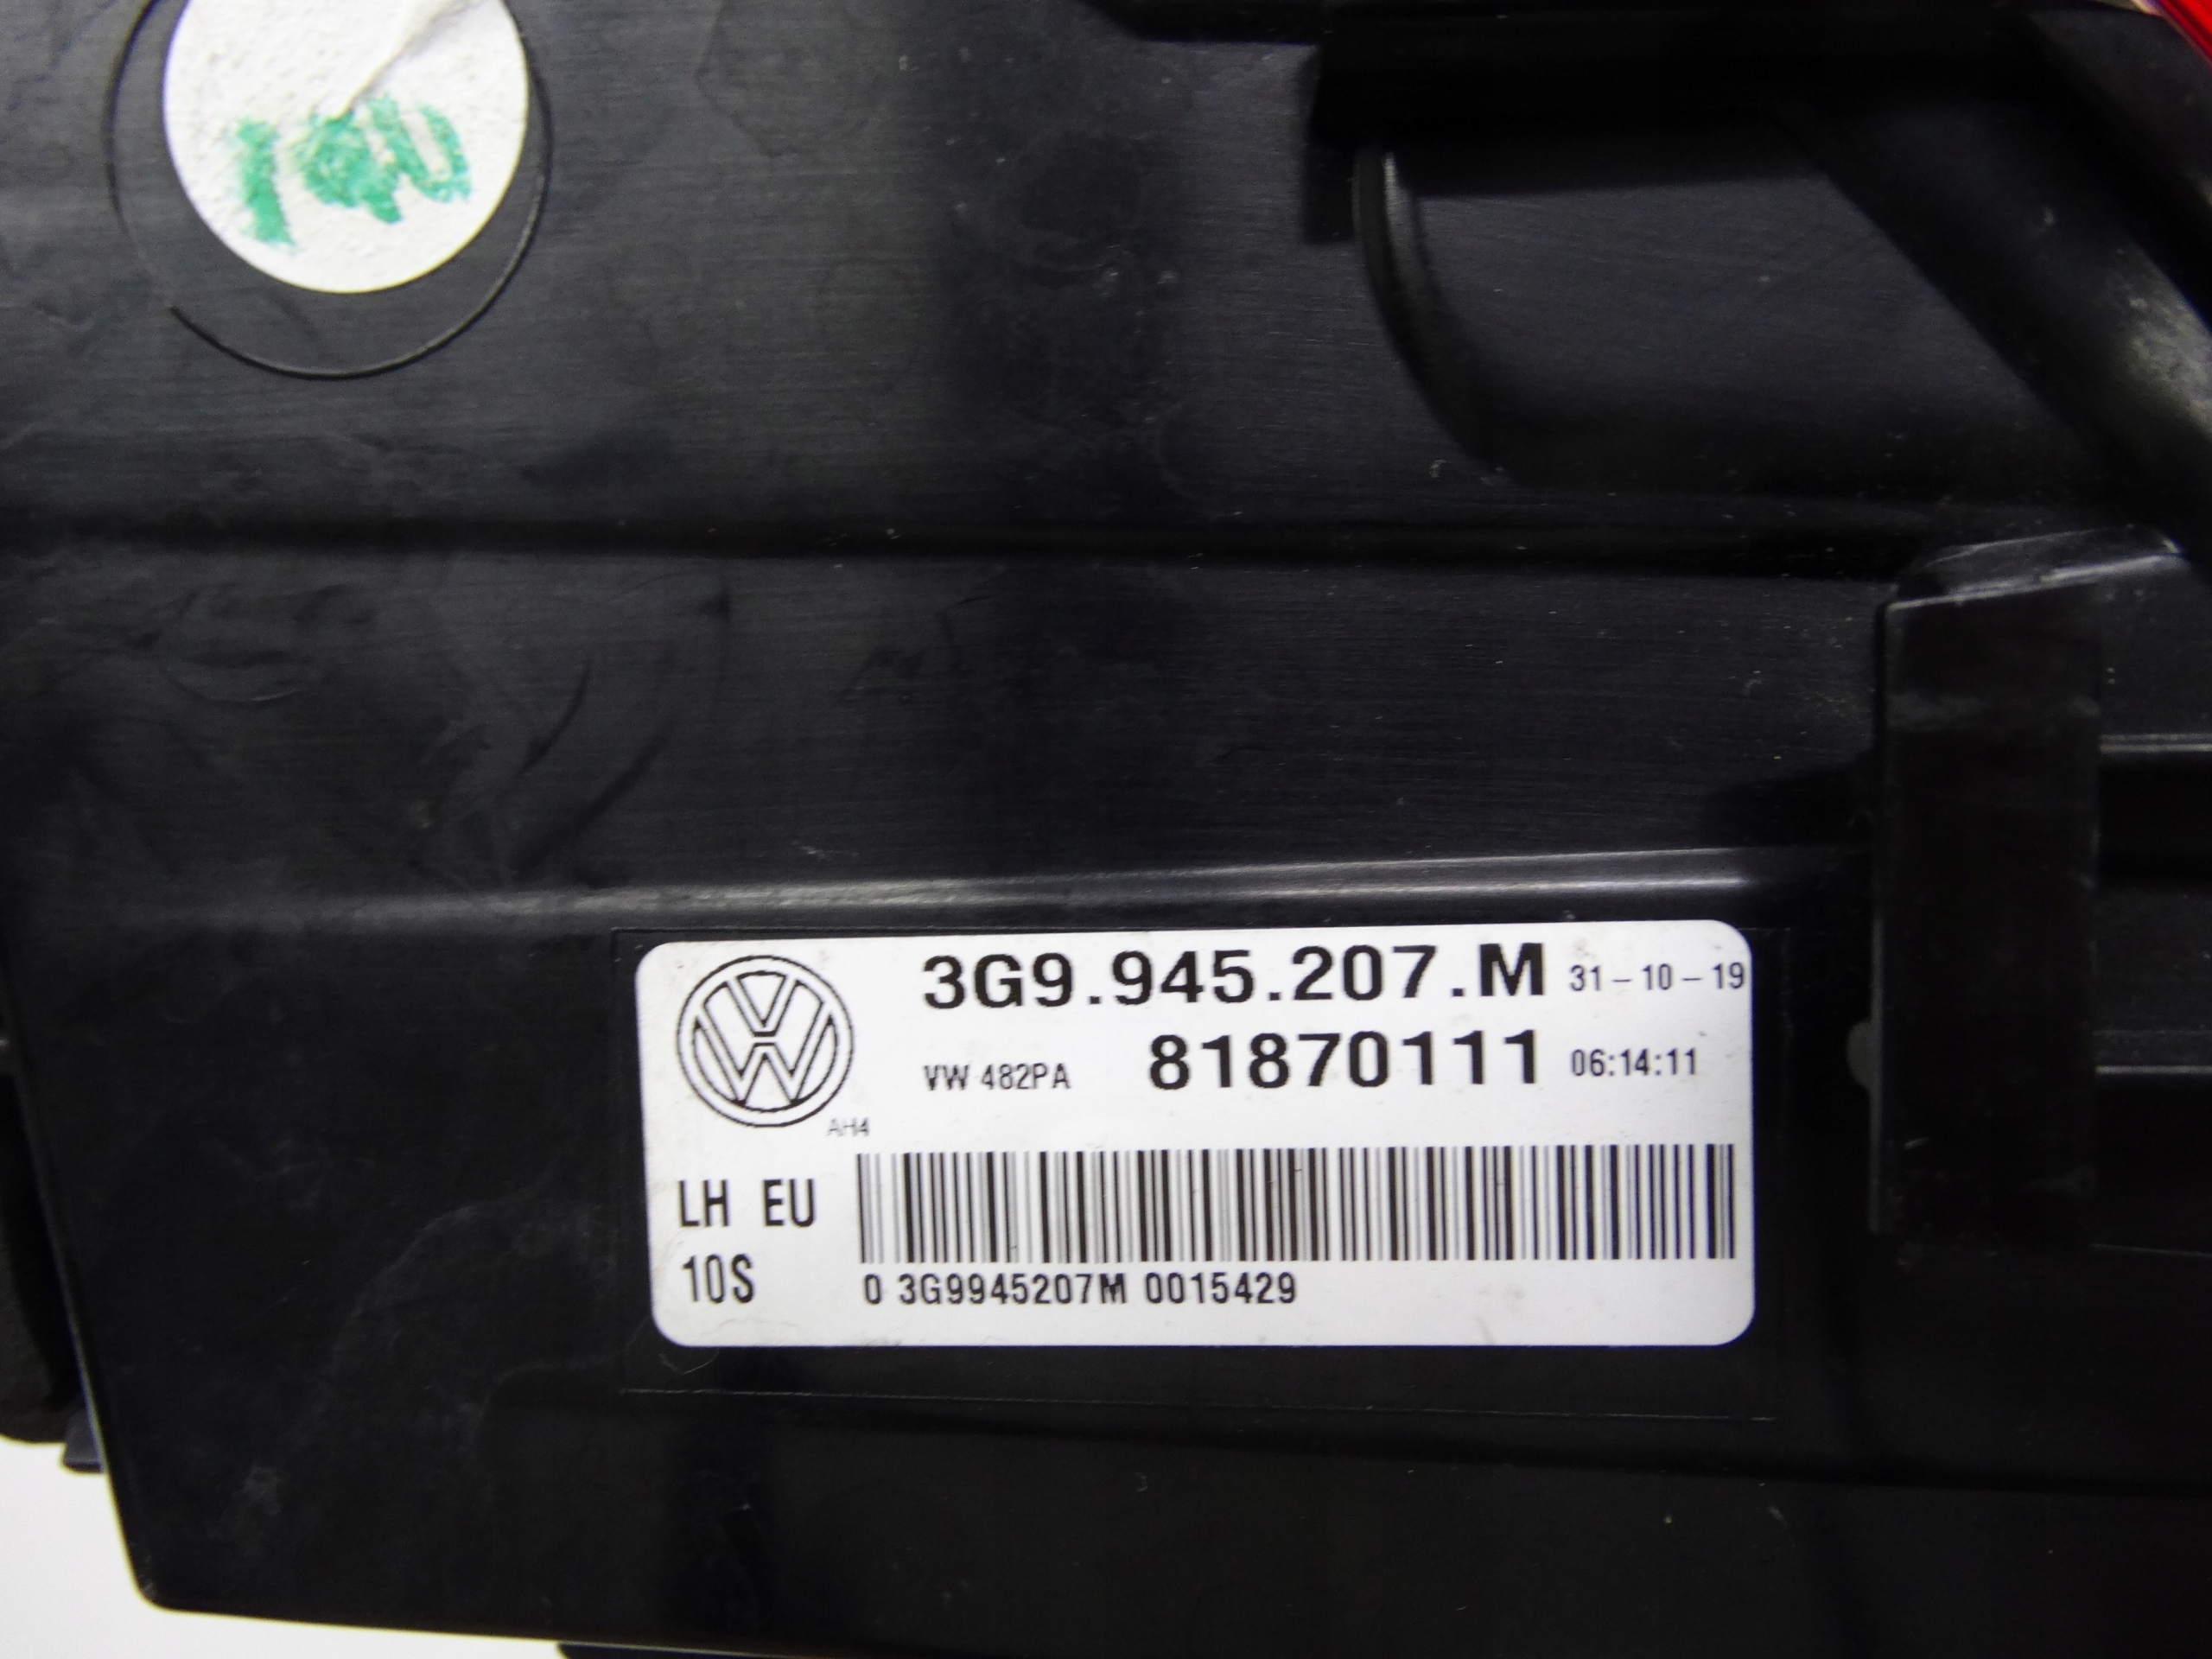 3G9.945.207.M 31-10-19
VW 482PA 81870111 06:14:11
AH4
LH EU
10S
0 3G9945207M 0015429